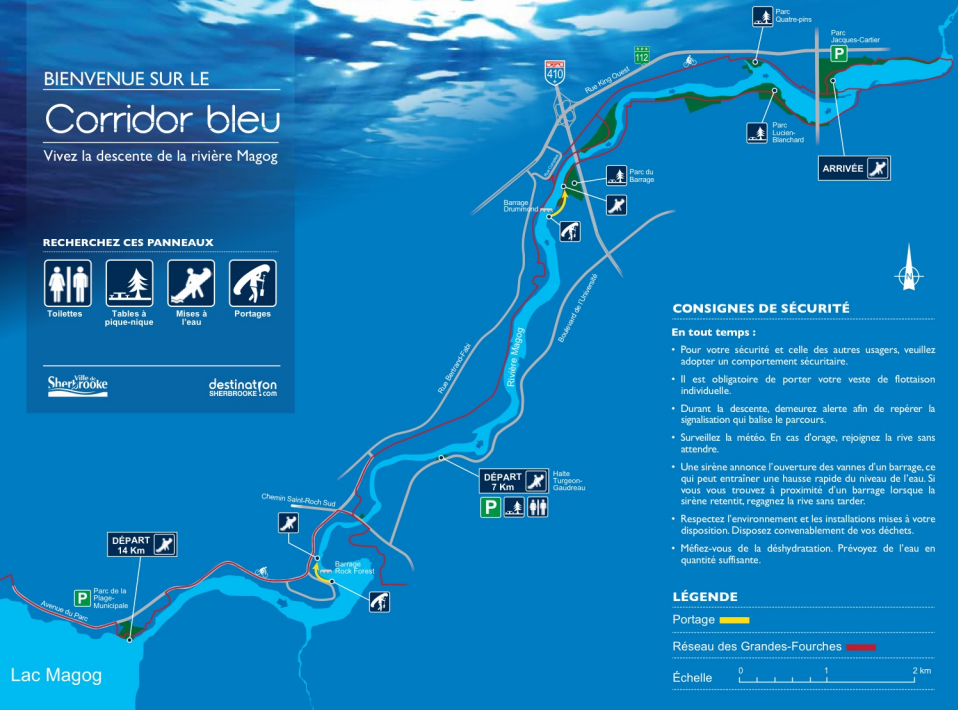 BIENVENUE SUR LE
Corridor bleu
Vivez la descente de la rivière Magog
RECHERCHEZ CES PANNEAUX
Toilettes
Tables à
pique-nique
Mises à
l'eau
Portages
Ville de
Sherbrooke
destination
SHERBROOKE.com
Parc
Quatre-pins
Parc
Jacques-Cartier
P
112
410
Rue King Ouest
Parc
Lucien-
Blanchard
ARRIVÉE
Parc du
Barrage
Barrage
Drummond
Boulevard de l'Université
Rivière Magog
Rue Bertrand-Fabi
DÉPART
7 Km
Halte
Turgeon-
Gaudreau
P
Chemin Saint-Roch Sud
DÉPART
14 Km
Barrage
Rock Forest
P
Parc de la
Plage-
Municipale
Avenue du Parc
Lac Magog
CONSIGNES DE SÉCURITÉ
En tout temps :
• Pour votre sécurité et celle des autres usagers, veuillez
adopter un comportement sécuritaire.
• Il est obligatoire de porter votre veste de flottaison
individuelle.
• Durant la descente, demeurez alerte afin de repérer la
signalisation qui balise le parcours.
• Surveillez la météo. En cas d'orage, rejoignez la rive sans
attendre.
• Une sirène annonce l'ouverture des vannes d'un barrage, ce
qui peut entraîner une hausse rapide du niveau de l'eau. Si
vous vous trouvez à proximité d'un barrage lorsque la
sirène retentit, regagnez la rive sans tarder.
• Respectez l'environnement et les installations mises à votre
disposition. Disposez convenablement de vos déchets.
• Méfiez-vous de la déshydratation. Prévoyez de l'eau en
quantité suffisante.
LÉGENDE
Portage
Réseau des Grandes-Fourches
Échelle
0 1 2 km